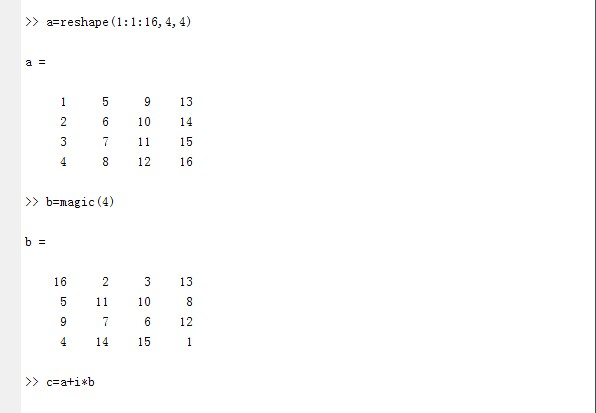 >> a=reshape(1:1:16,4,4)
a =
1 5 9 13
2 6 10 14
3 7 11 15
4 8 12 16
>> b=magic(4)
b =
16 2 3 13
5 11 10 8
9 7 6 12
4 14 15 1
>> c=a+i*b